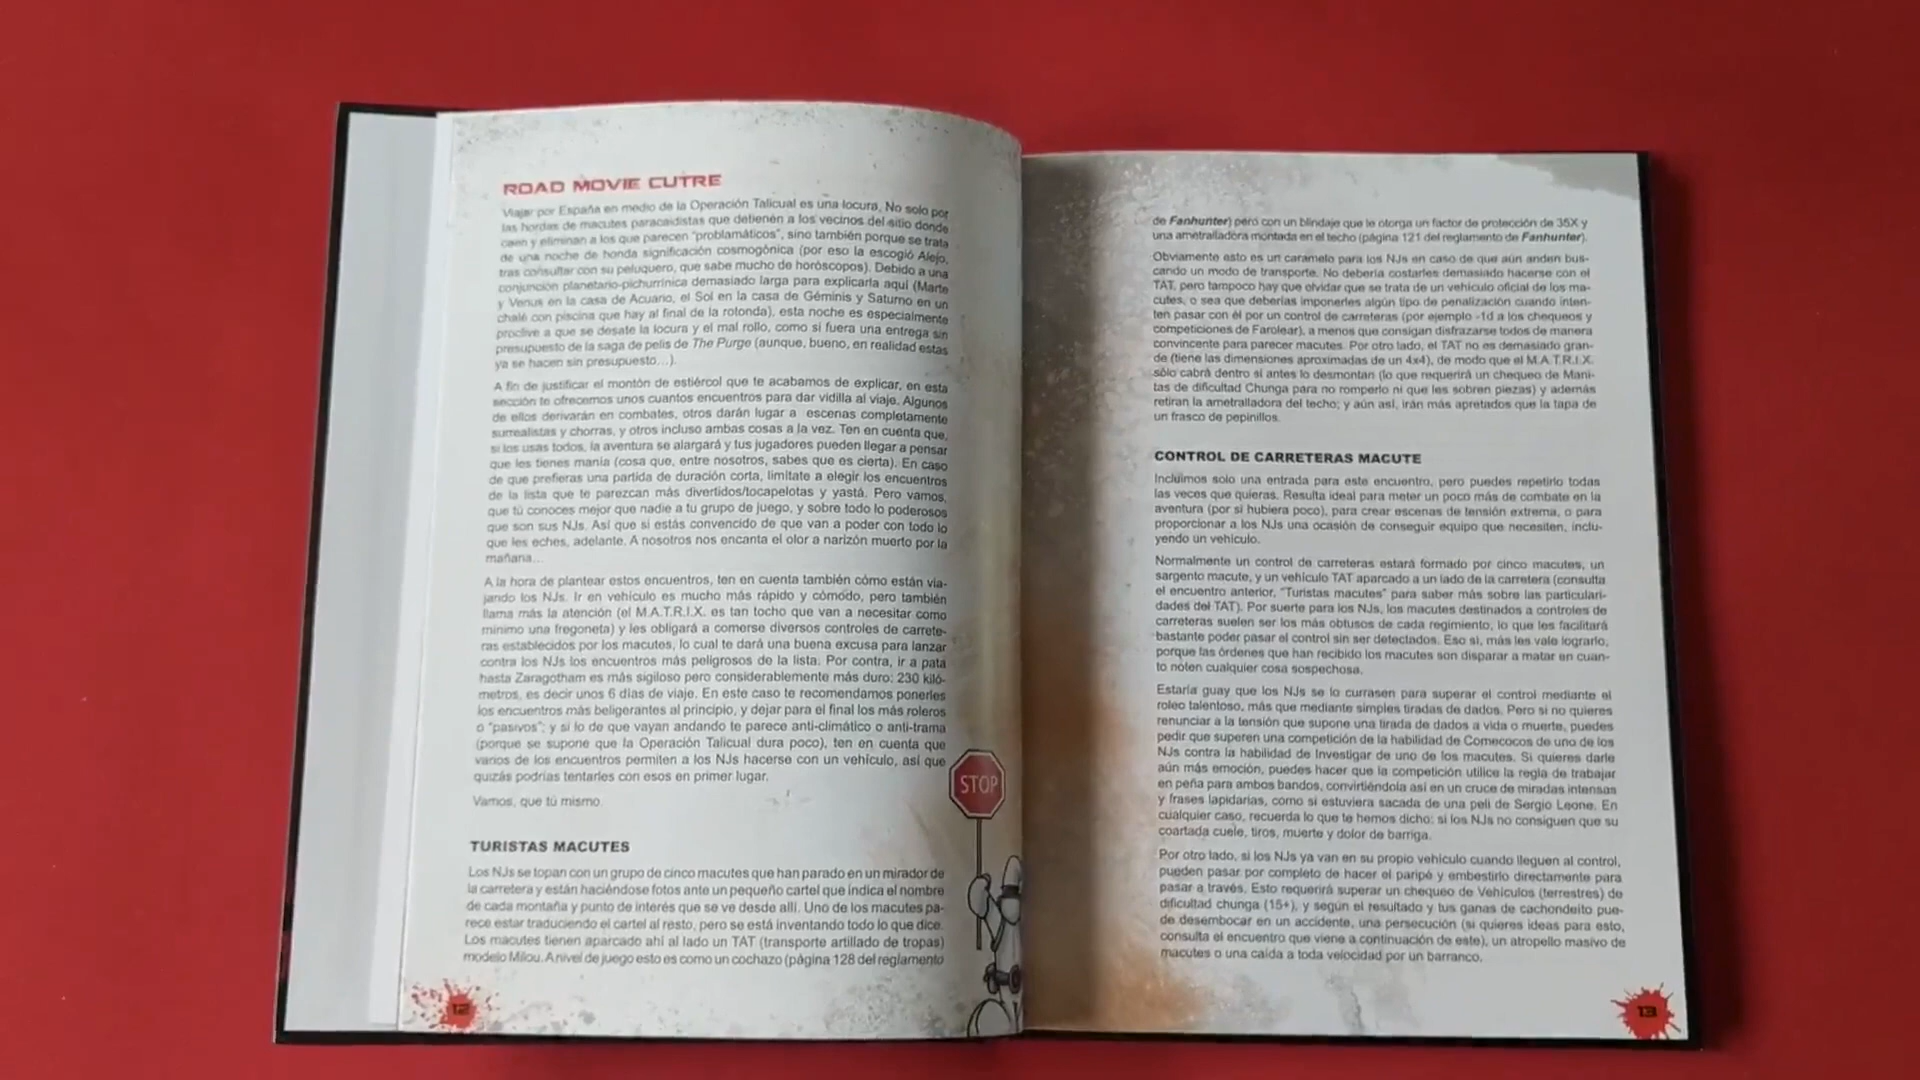 ROAD MOVIE CUTRE
Viajar por España en medio de la Operación Talicual es una locura. No solo por
las hordas de macutes paracaidistas que detienen a los vecinos del sitio donde
caen y eliminan a los que parecen "problamáticos", sino también porque se trata
de una noche de honda significación cosmogónica (por eso la escogió Alejo,
tras consultar con su peluquero, que sabe mucho de horóscopos). Debido a una
conjunción planetario-pichurrínica demasiado larga para explicarla aquí (Marte
y Venus en la casa de Acuario, el Sol en la casa de Géminis y Saturno en un
chalé con piscina que hay al final de la rotonda), esta noche es especialmente
proclive a que se desate la locura y el mal rollo, como si fuera una entrega sin
presupuesto de la saga de pelis de The Purge (aunque, bueno, en realidad estas
ya se hacen sin presupuesto...).
A fin de justificar el montón de estiércol que te acabamos de explicar, en esta
sección te ofrecemos unos cuantos encuentros para dar vidilla al viaje. Algunos
de ellos derivarán en combates, otros darán lugar a escenas completamente
surrealistas y chorras, y otros incluso ambas cosas a la vez. Ten en cuenta que,
si los usas todos, la aventura se alargará y tus jugadores pueden llegar a pensar
que les tienes manía (cosa que, entre nosotros, sabes que es cierta). En caso
de que prefieras una partida de duración corta, limítate a elegir los encuentros
de la lista que te parezcan más divertidos/tocapelotas y yastá. Pero vamos,
que tú conoces mejor que nadie a tu grupo de juego, y sobre todo lo poderosos
que son sus NJs. Así que si estás convencido de que van a poder con todo lo
que les eches, adelante. A nosotros nos encanta el olor a narizón muerto por la
mañana...
A la hora de plantear estos encuentros, ten en cuenta también cómo están via-
jando los NJs. Ir en vehículo es mucho más rápido y cómodo, pero también
llama más la atención (el M.A.T.R.I.X. es tan tocho que van a necesitar como
mínimo una fregoneta) y les obligará a comerse diversos controles de carrete-
ras establecidos por los macutes, lo cual te dará una buena excusa para lanzar
contra los NJs los encuentros más peligrosos de la lista. Por contra, ir a pata
hasta Zaragotham es más sigiloso pero considerablemente más duro: 230 kiló-
metros, es decir unos 6 días de viaje. En este caso te recomendamos ponerles
los encuentros más beligerantes al principio, y dejar para el final los más roleros
o "pasivos"; y si lo de que vayan andando te parece anti-climático o anti-trama
(porque se supone que la Operación Talicual dura poco), ten en cuenta que
varios de los encuentros permiten a los NJs hacerse con un vehículo, así que
quizás podrías tentarles con esos en primer lugar.
Vamos, que tú mismo.
TURISTAS MACUTES
Los NJs se topan con un grupo de cinco macutes que han parado en un mirador de
la carretera y están haciéndose fotos ante un pequeño cartel que indica el nombre
de cada montaña y punto de interés que se ve desde allí. Uno de los macutes pa-
rece estar traduciendo el cartel al resto, pero se está inventando todo lo que dice.
Los macutes tienen aparcado ahí al lado un TAT (transporte artillado de tropas)
modelo Milou. A nivel de juego esto es como un cochazo (página 128 del reglamento
STOP
12
de Fanhunter) pero con un blindaje que le otorga un factor de protección de 35X y
una ametralladora montada en el techo (página 121 del reglamento de Fanhunter).
Obviamente esto es un caramelo para los NJs en caso de que aún anden bus-
cando un modo de transporte. No debería costarles demasiado hacerse con el
TAT, pero tampoco hay que olvidar que se trata de un vehículo oficial de los ma-
cutes, o sea que deberías imponerles algún tipo de penalización cuando inten-
ten pasar con él por un control de carreteras (por ejemplo -1d a los chequeos y
competiciones de Farolear), a menos que consigan disfrazarse todos de manera
convincente para parecer macutes. Por otro lado, el TAT no es demasiado gran-
de (tiene las dimensiones aproximadas de un 4x4), de modo que el M.A.T.R.I.X.
sólo cabrá dentro si antes lo desmontan (lo que requerirá un chequeo de Mani-
tas de dificultad Chunga para no romperlo ni que les sobren piezas) y además
retiran la ametralladora del techo; y aún así, irán más apretados que la tapa de
un frasco de pepinillos.
CONTROL DE CARRETERAS MACUTE
Incluimos solo una entrada para este encuentro, pero puedes repetirlo todas
las veces que quieras. Resulta ideal para meter un poco más de combate en la
aventura (por si hubiera poco), para crear escenas de tensión extrema, o para
proporcionar a los NJs una ocasión de conseguir equipo que necesiten, inclu-
yendo un vehículo.
Normalmente un control de carreteras estará formado por cinco macutes, un
sargento macute, y un vehículo TAT aparcado a un lado de la carretera (consulta
el encuentro anterior, "Turistas macutes" para saber más sobre las particulari-
dades del TAT). Por suerte para los NJs, los macutes destinados a controles de
carreteras suelen ser los más obtusos de cada regimiento, lo que les facilitará
bastante poder pasar el control sin ser detectados. Eso sí, más les vale lograrlo,
porque las órdenes que han recibido los macutes son disparar a matar en cuan-
to noten cualquier cosa sospechosa.
Estaría guay que los NJs se lo currasen para superar el control mediante el
roleo talentoso, más que mediante simples tiradas de dados. Pero si no quieres
renunciar a la tensión que supone una tirada de dados a vida o muerte, puedes
pedir que superen una competición de la habilidad de Comecocos de uno de los
NJs contra la habilidad de Investigar de uno de los macutes. Si quieres darle
aún más emoción, puedes hacer que la competición utilice la regla de trabajar
en peña para ambos bandos, convirtiéndola así en un cruce de miradas intensas
y frases lapidarias, como si estuviera sacada de una peli de Sergio Leone. En
cualquier caso, recuerda lo que te hemos dicho: si los NJs no consiguen que su
coartada cuele, tiros, muerte y dolor de barriga.
Por otro lado, si los NJs ya van en su propio vehículo cuando lleguen al control,
pueden pasar por completo de hacer el paripé y embestirlo directamente para
pasar a través. Esto requerirá superar un chequeo de Vehículos (terrestres) de
dificultad chunga (15+), y según el resultado y tus ganas de cachondeíto pue-
de desembocar en un accidente, una persecución (si quieres ideas para esto,
consulta el encuentro que viene a continuación de este), un atropello masivo de
macutes o una caída a toda velocidad por un barranco.
13